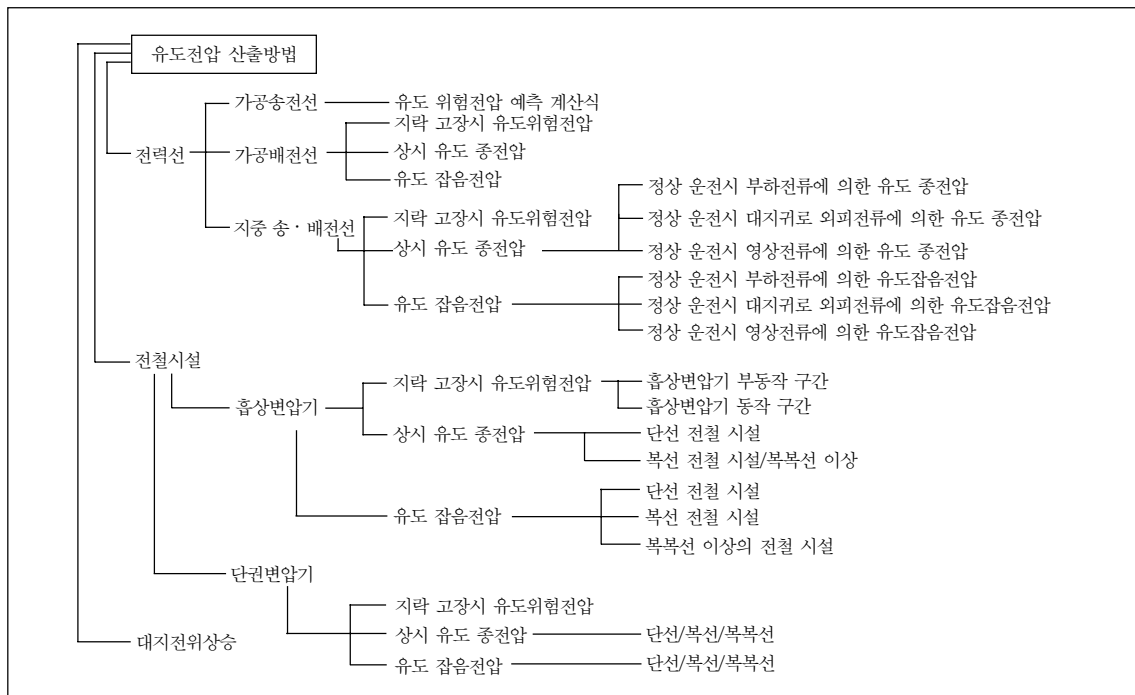 유도전압 산출방법
가공송전선 유도 위험전압 예측 계산식
지락 고장시 유도위험전압
전력선 가공배전선 상시 유도 종전압
유도 잡음전압
정상 운전시 부하전류에 의한 유도 종전압
지중 송 · 배전선 지락 고장시 유도위험전압 정상 운전시 대지귀로 외피전류에 의한 유도 종전압
상시 유도 종전압 정상 운전시 영상전류에 의한 유도 종전압
정상 운전시 부하전류에 의한 유도잡음전압
유도 잡음전압 정상 운전시 대지귀로 외피전류에 의한 유도잡음전압
정상 운전시 영상전류에 의한 유도잡음전압
전철시설
지락 고장시 유도위험전압 흡상변압기 부동작 구간
흡상변압기 흡상변압기 동작 구간
상시 유도 종전압 단선 전철 시설
복선 전철 시설/복복선 이상
단선 전철 시설
유도 잡음전압 복선 전철 시설
복복선 이상의 전철 시설
단권변압기
지락 고장시 유도위험전압
대지전위상승 상시 유도 종전압 단선/복선/복복선
유도 잡음전압 단선/복선/복복선